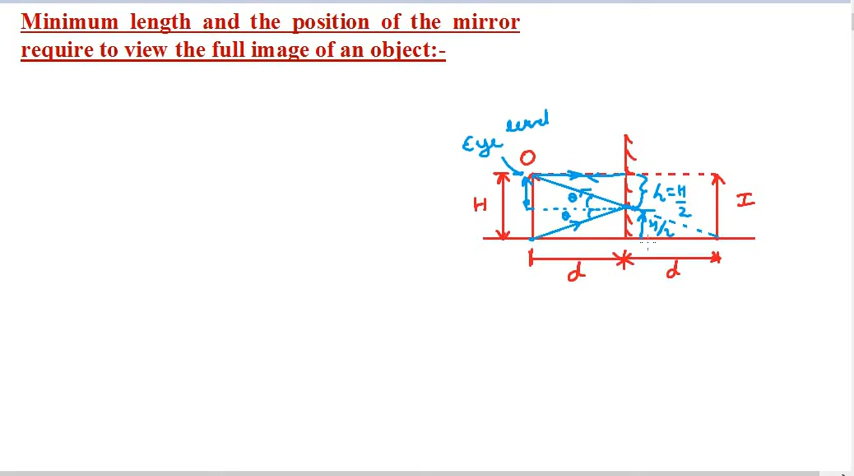 Minimum length and the position of the mirror
require to view the full image of an object:-
Eye level
O
H
θ
θ
h=H/2
H/2
I
d
d